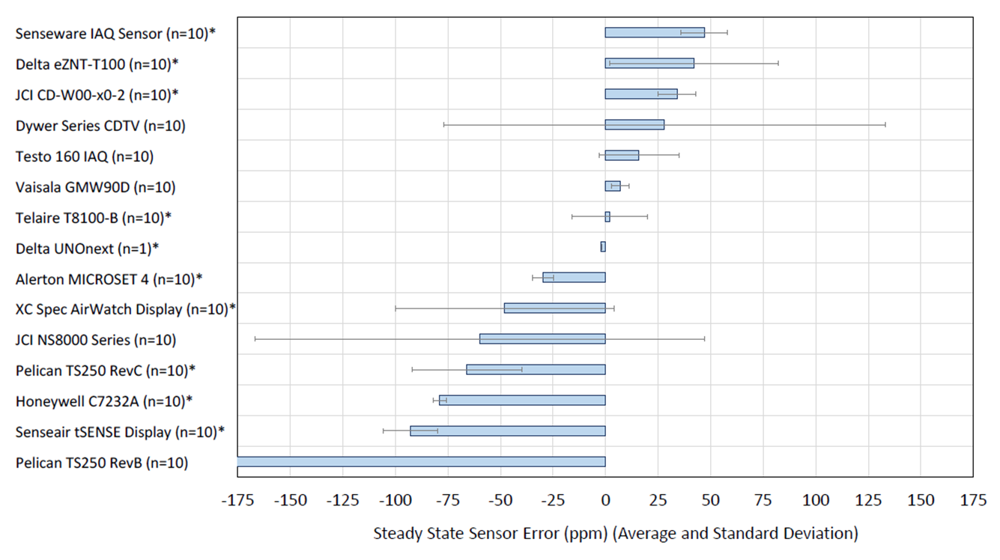 Senseware IAQ Sensor (n=10)*
Delta eZNT-T100 (n=10)*
JCI CD-W00-x0-2 (n=10)*
Dywer Series CDTV (n=10)
Testo 160 IAQ (n=10)
Vaisala GMW90D (n=10)
Telaire T8100-B (n=10)*
Delta UNOnext (n=1)*
Alerton MICROSET 4 (n=10)*
XC Spec AirWatch Display (n=10)*
JCI NS8000 Series (n=10)
Pelican TS250 RevC (n=10)*
Honeywell C7232A (n=10)*
Senseair tSENSE Display (n=10)*
Pelican TS250 RevB (n=10)
-175 -150 -125 -100 -75 -50 -25 0 25 50 75 100 125 150 175
Steady State Sensor Error (ppm) (Average and Standard Deviation)